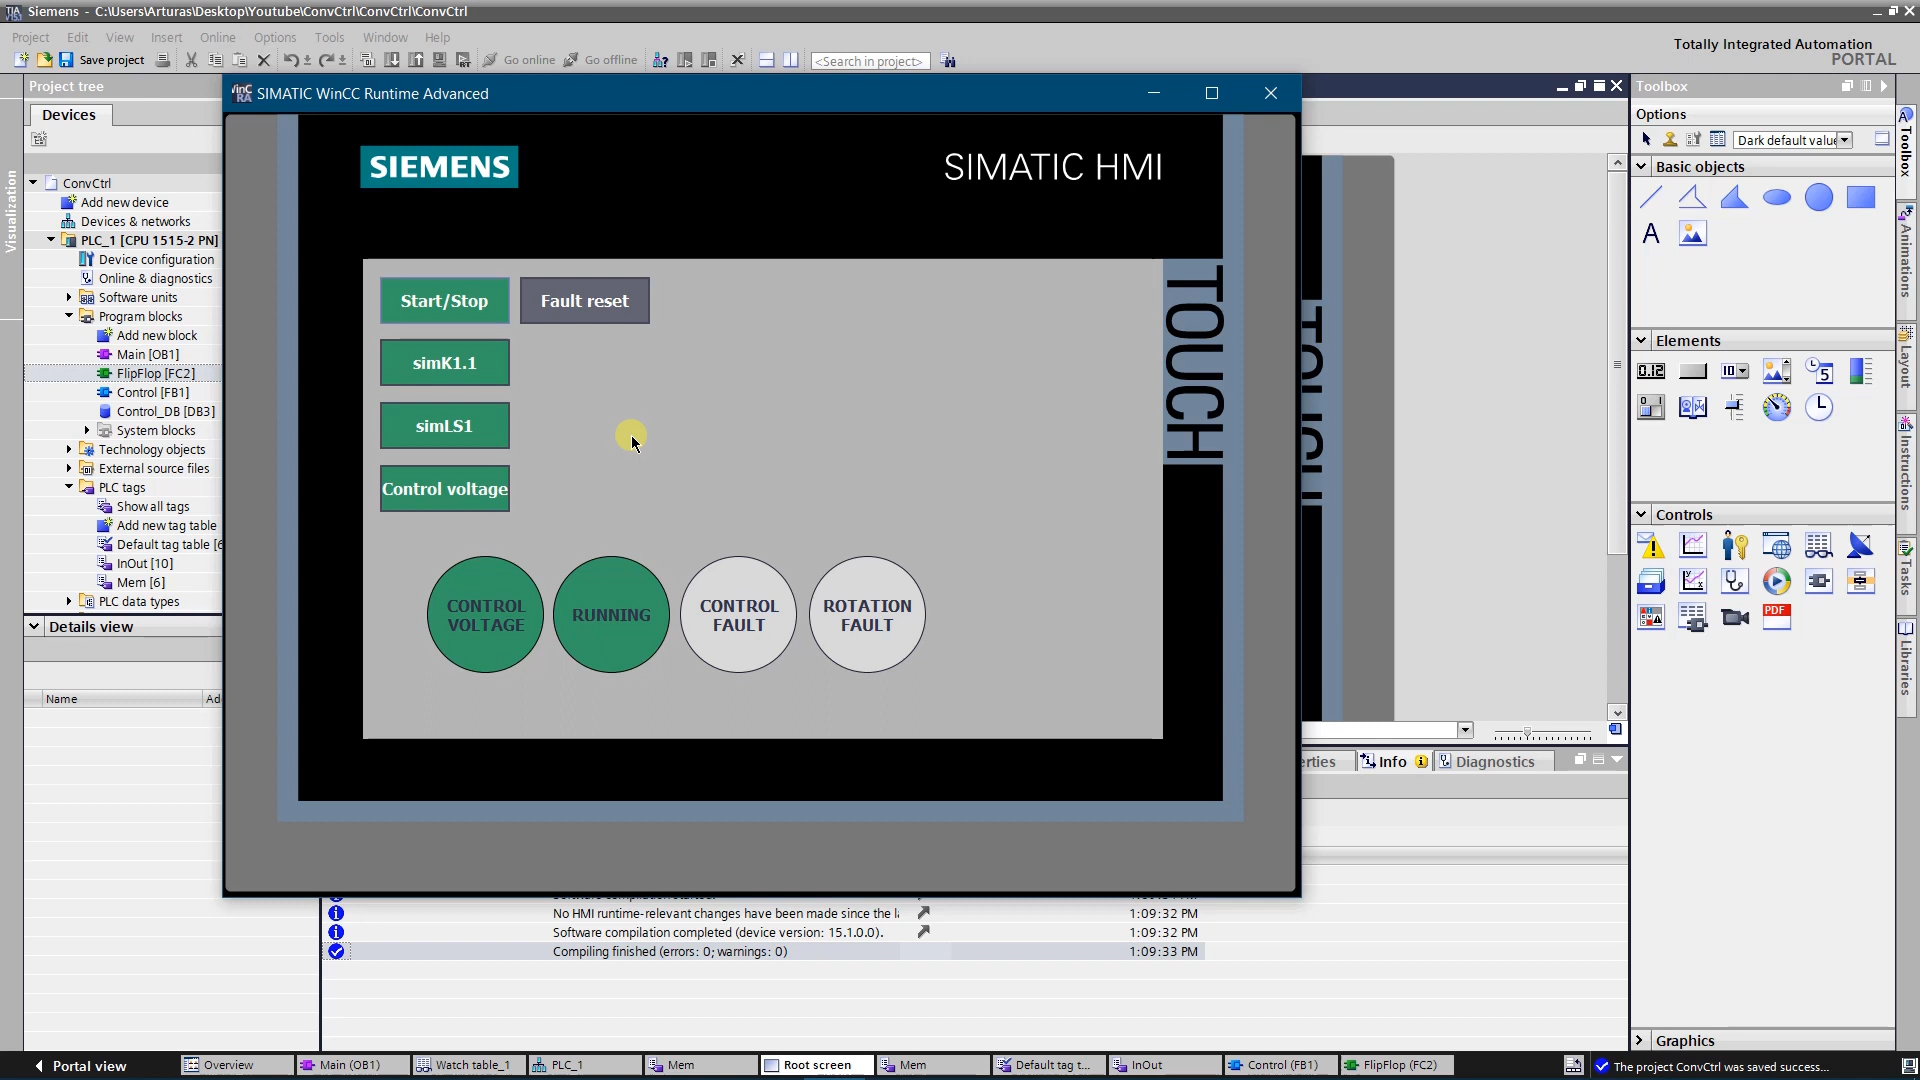 Siemens - C:\Users\Arturas\Desktop\Youtube\ConvCtrl\ConvCtrl\ConvCtrl
Project Edit View Insert Online Options Tools Window Help
Totally Integrated Automation
PORTAL
Save project
Go online
Go offline
<Search in project>
Project tree
Devices
Visualization
ConvCtrl
Add new device
Devices & networks
PLC_1 [CPU 1515-2 PN]
Device configuration
Online & diagnostics
Software units
Program blocks
Add new block
Main [OB1]
FlipFlop [FC2]
Control [FB1]
Control_DB [DB3]
System blocks
Technology objects
External source files
PLC tags
Show all tags
Add new tag table
Default tag table [6
InOut [10]
Mem [6]
PLC data types
Details view
Name
Ad
SIMATIC WinCC Runtime Advanced
SIEMENS
SIMATIC HMI
TOUCH
Start/Stop
Fault reset
simK1.1
simLS1
Control voltage
CONTROL
VOLTAGE
RUNNING
CONTROL
FAULT
ROTATION
FAULT
erties
Info
Diagnostics
No HMI runtime-relevant changes have been made since the l
1:09:32 PM
Software compilation completed (device version: 15.1.0.0).
1:09:32 PM
Compiling finished (errors: 0; warnings: 0)
1:09:33 PM
Toolbox
Options
Dark default value
Basic objects
Elements
Controls
PDF
Graphics
Toolbox
Animations
Layout
Instructions
Tasks
Libraries
Portal view
Overview
Main (OB1)
Watch table_1
PLC_1
Mem
Root screen
Mem
Default tag t...
InOut
Control (FB1)
FlipFlop (FC2)
The project ConvCtrl was saved success...